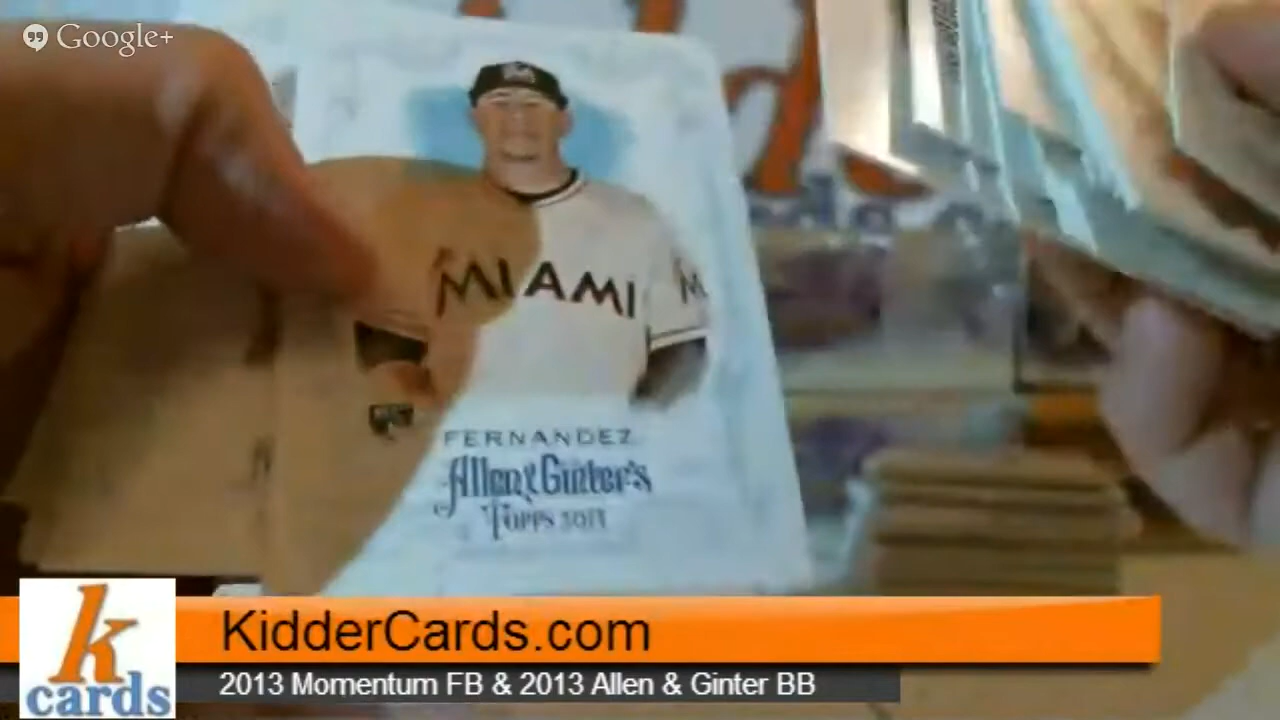 Google+
M
MIAMI
M
FERNANDEZ
Allen & Ginter's
TOPPS 2013
KidderCards.com
k
cards
2013 Momentum FB & 2013 Allen & Ginter BB